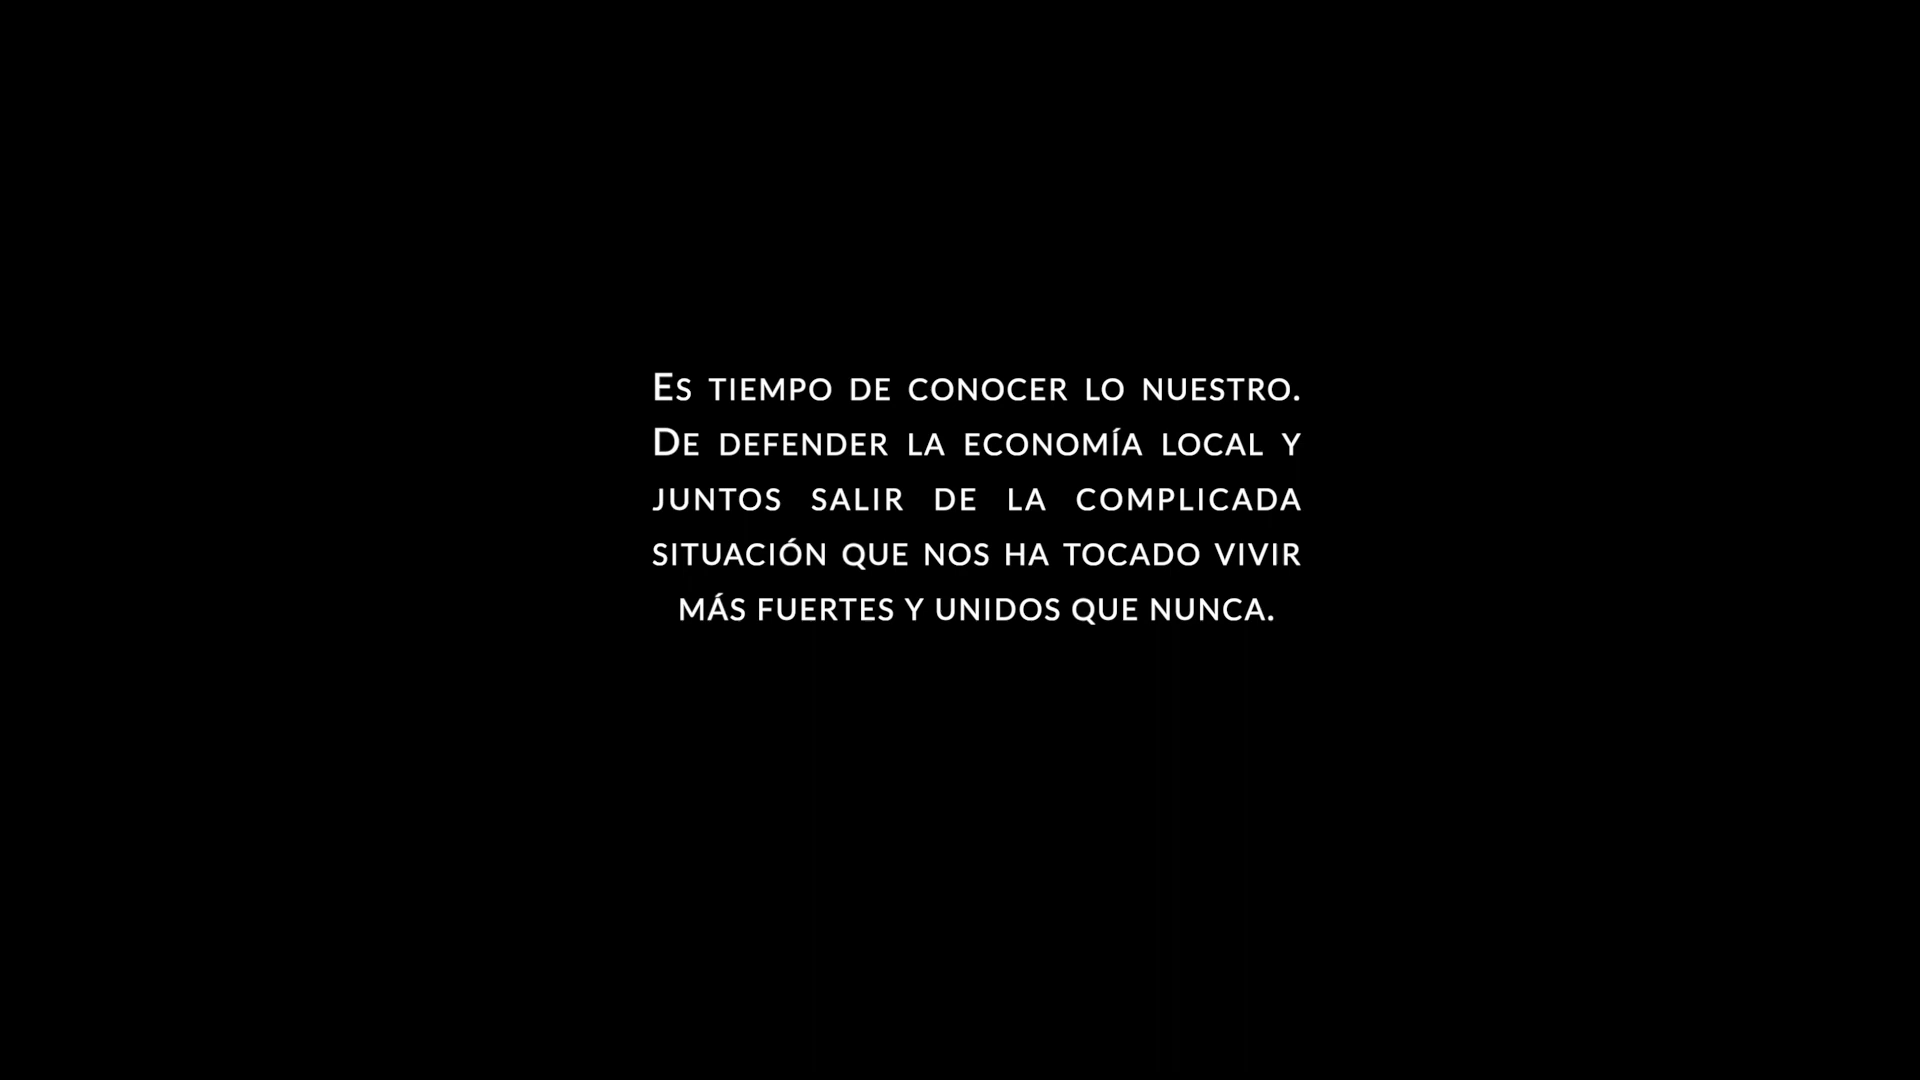 Es tiempo de conocer lo nuestro.
De defender la economía local y
juntos salir de la complicada
situación que nos ha tocado vivir
más fuertes y unidos que nunca.